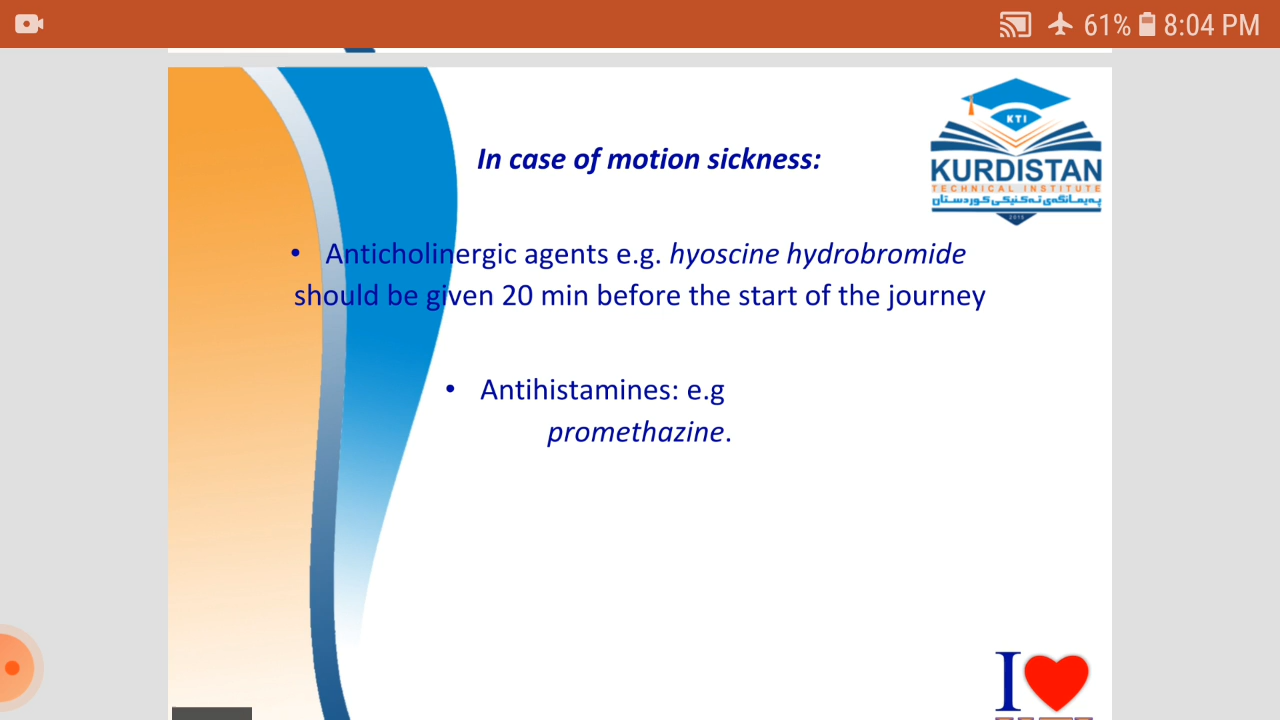 61% 8:04 PM
KTI
In case of motion sickness:
KURDISTAN
TECHNICAL INSTITUTE
پەیمانگەی تەکنیکی کوردستان
• Anticholinergic agents e.g. hyoscine hydrobromide
should be given 20 min before the start of the journey
• Antihistamines: e.g
promethazine.
I